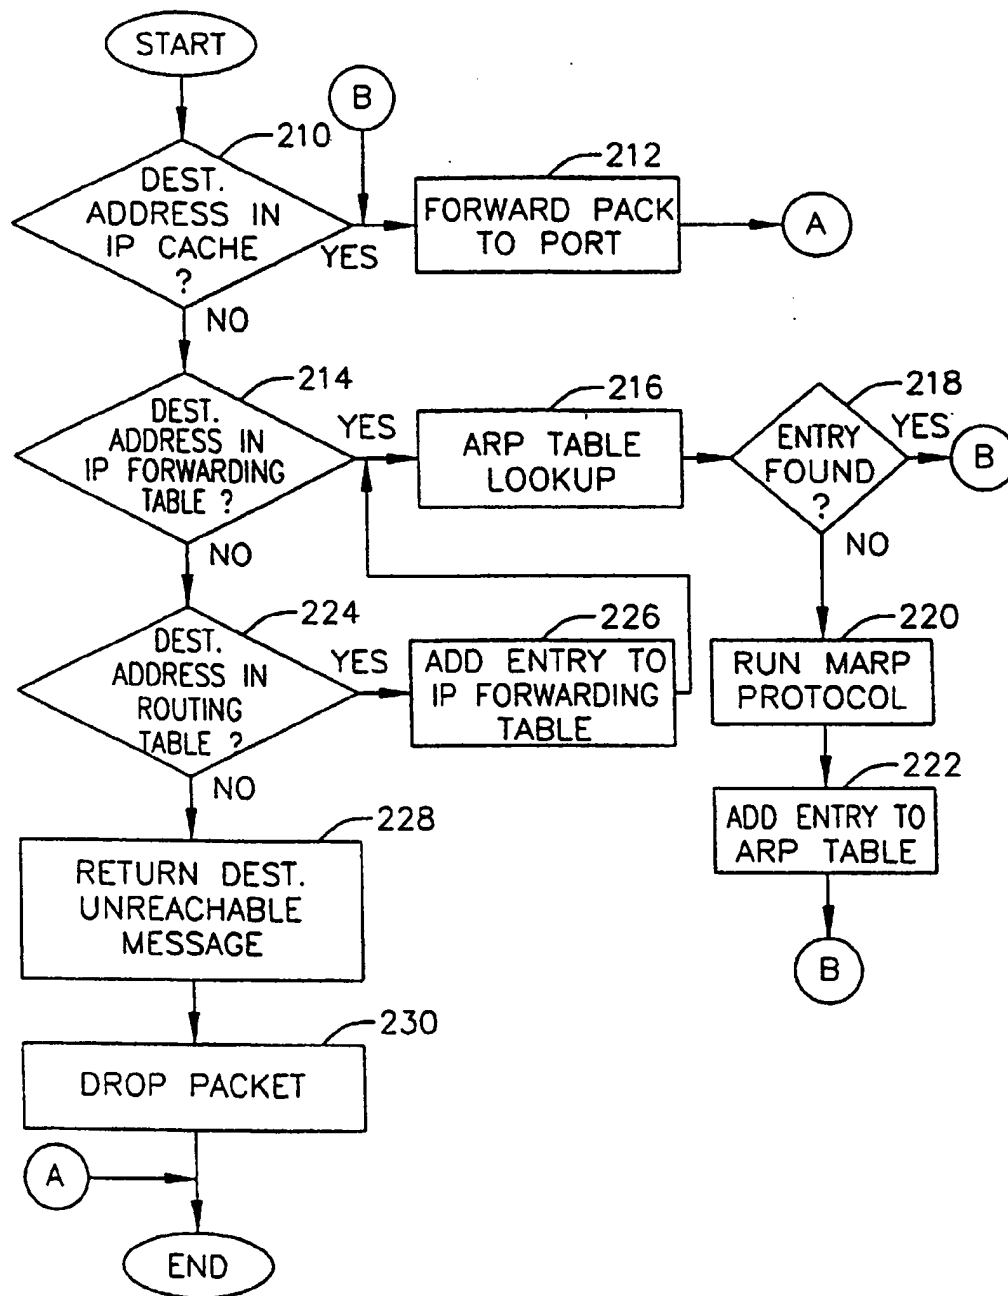 START
B
210
DEST.
ADDRESS IN
IP CACHE
?
YES
NO
212
FORWARD PACK
TO PORT
A
214
DEST.
ADDRESS IN
IP FORWARDING
TABLE ?
YES
NO
216
ARP TABLE
LOOKUP
218
ENTRY
FOUND
?
YES
B
NO
220
RUN MARP
PROTOCOL
222
ADD ENTRY TO
ARP TABLE
B
224
DEST.
ADDRESS IN
ROUTING
TABLE ?
YES
NO
226
ADD ENTRY TO
IP FORWARDING
TABLE
228
RETURN DEST.
UNREACHABLE
MESSAGE
230
DROP PACKET
A
END